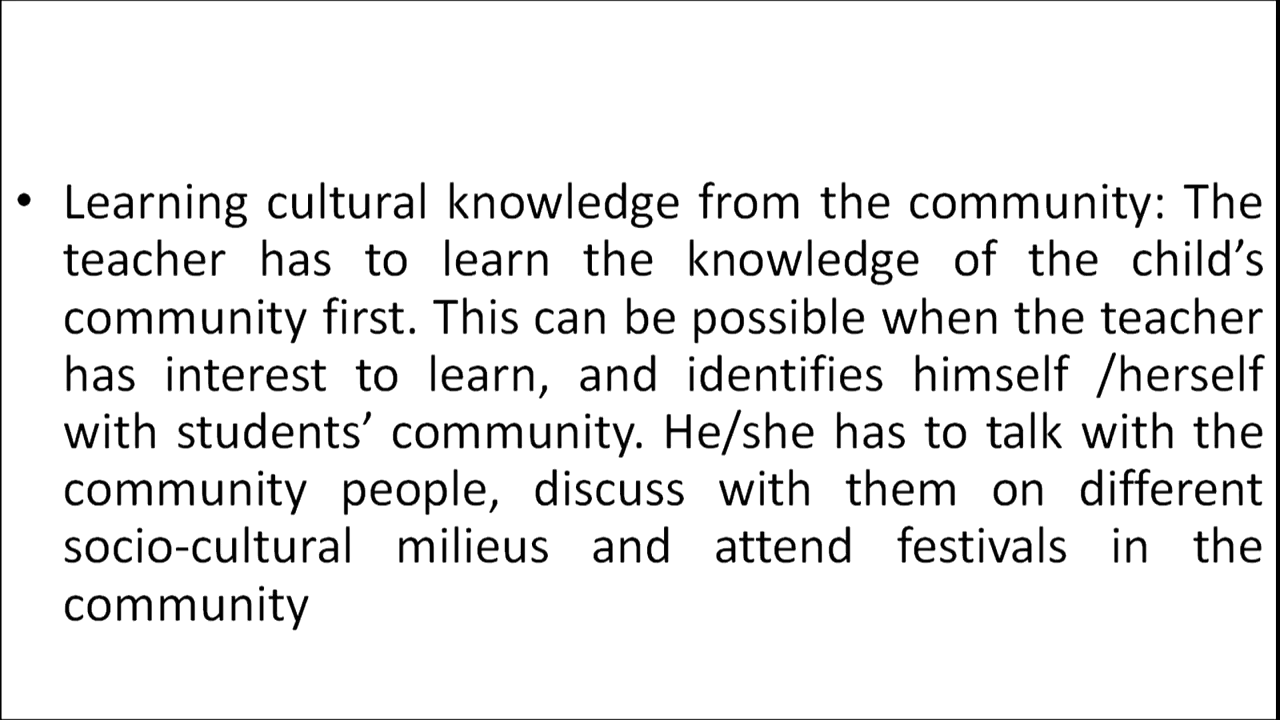 • Learning cultural knowledge from the community: The
teacher has to learn the knowledge of the child’s
community first. This can be possible when the teacher
has interest to learn, and identifies himself /herself
with students’ community. He/she has to talk with the
community people, discuss with them on different
socio-cultural milieus and attend festivals in the
community